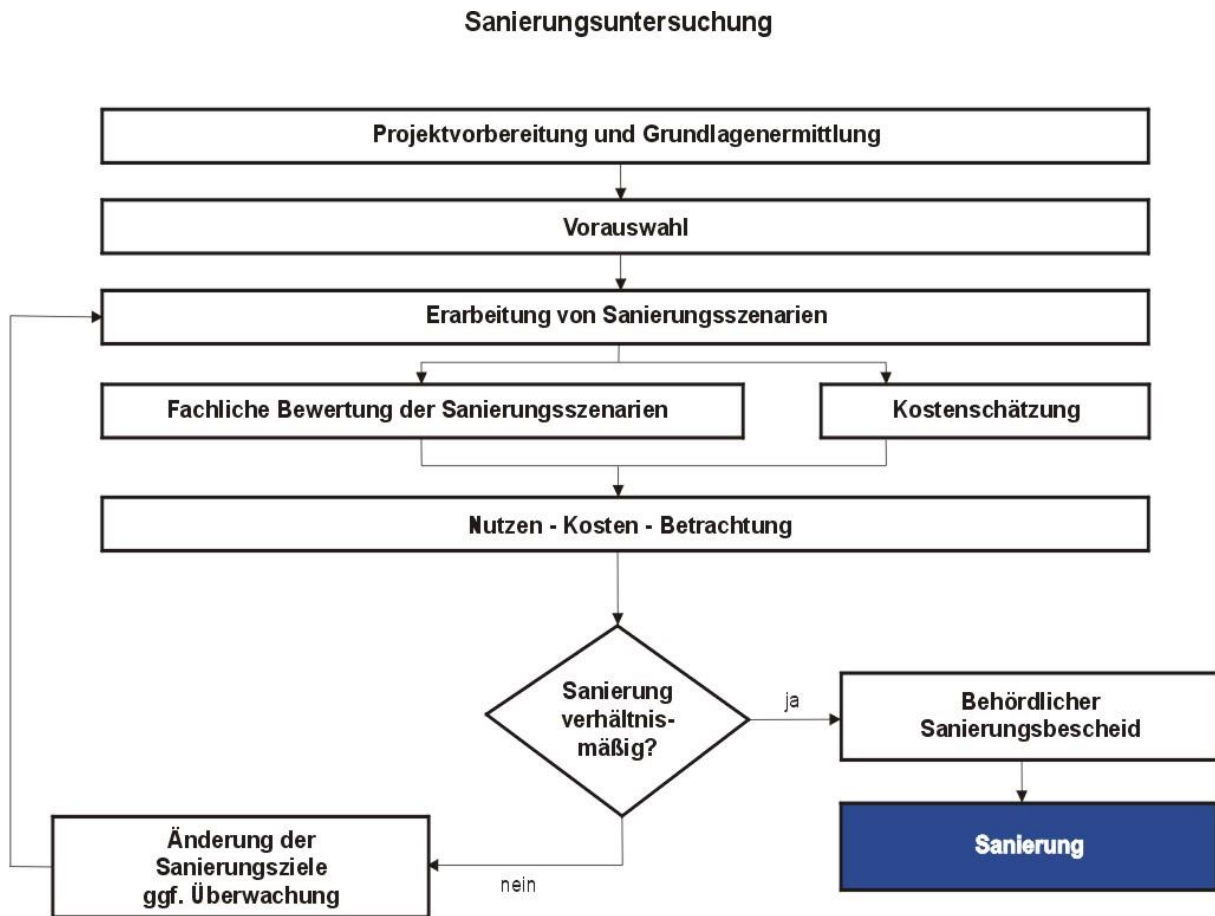 Sanierungsuntersuchung
Projektvorbereitung und Grundlagenermittlung
Vorauswahl
Erarbeitung von Sanierungsszenarien
Fachliche Bewertung der Sanierungsszenarien
Kostenschätzung
Nutzen - Kosten - Betrachtung
Sanierung
verhältnis-
mäßig?
ja
Behördlicher
Sanierungsbescheid
Sanierung
nein
Änderung der
Sanierungsziele
ggf. Überwachung